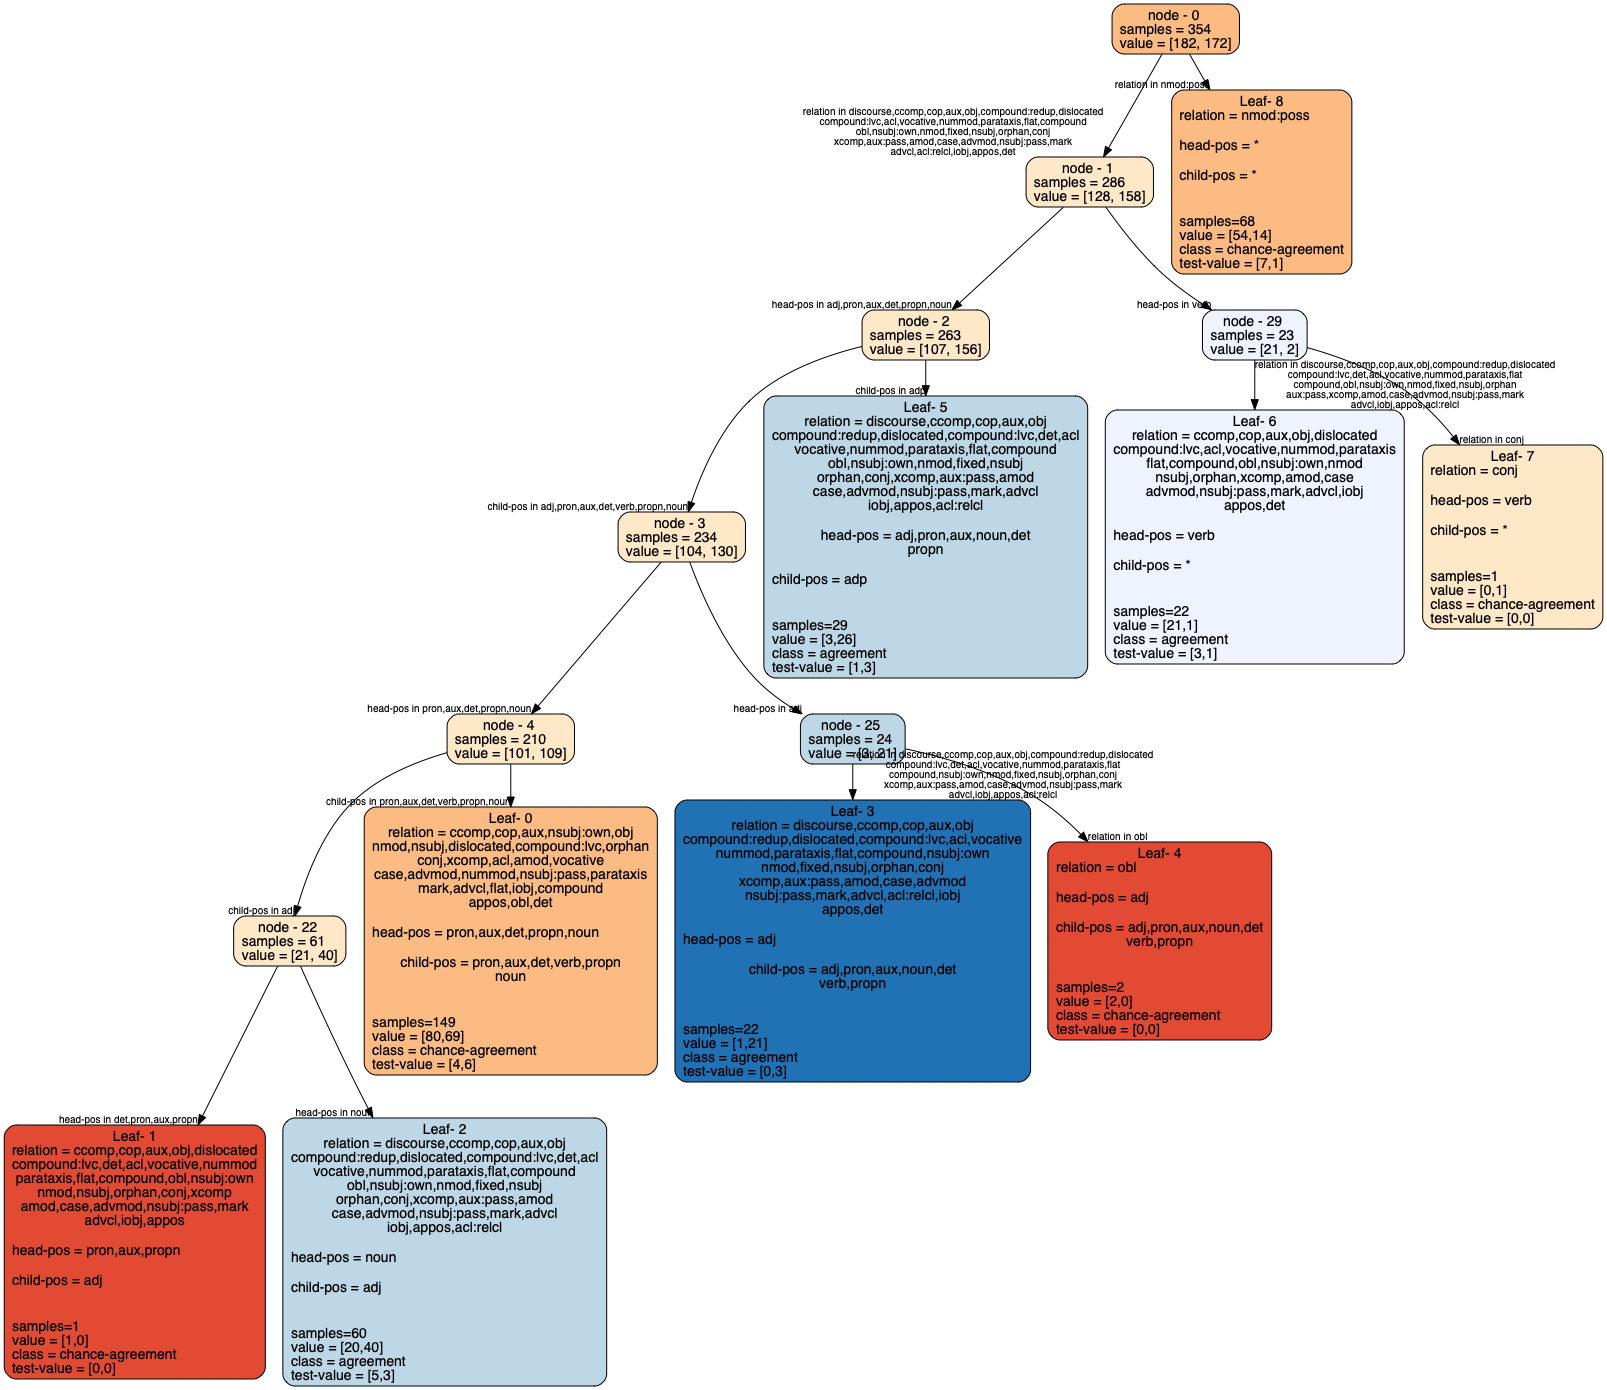 node - 0
samples = 354
value = [182, 172]
relation in nmod:poss
relation in discourse,ccomp,cop,aux,obj,compound:redup,dislocated
compound:lvc,acl,vocative,nummod,parataxis,flat,compound
obl,nsubj:own,nmod,fixed,nsubj,orphan,conj
xcomp,aux:pass,amod,case,advmod,nsubj:pass,mark
advcl,acl:relcl,iobj,appos,det
Leaf- 8
relation = nmod:poss
head-pos = *
child-pos = *
samples=68
value = [54,14]
class = chance-agreement
test-value = [7,1]
node - 1
samples = 286
value = [128, 158]
head-pos in adj,pron,aux,det,propn,noun
head-pos in verb
node - 2
samples = 263
value = [107, 156]
node - 29
samples = 23
value = [21, 2]
child-pos in adp
relation in discourse,ccomp,cop,aux,obj,compound:redup,dislocated
compound:lvc,det,acl,vocative,nummod,parataxis,flat
compound,obl,nsubj:own,nmod,fixed,nsubj,orphan
aux:pass,xcomp,amod,case,advmod,nsubj:pass,mark
advcl,iobj,appos,acl:relcl
relation in conj
Leaf- 5
relation = discourse,ccomp,cop,aux,obj
compound:redup,dislocated,compound:lvc,det,acl
vocative,nummod,parataxis,flat,compound
obl,nsubj:own,nmod,fixed,nsubj
orphan,conj,xcomp,aux:pass,amod
case,advmod,nsubj:pass,mark,advcl
iobj,appos,acl:relcl
head-pos = adj,pron,aux,noun,det
propn
child-pos = adp
samples=29
value = [3,26]
class = agreement
test-value = [1,3]
Leaf- 6
relation = ccomp,cop,aux,obj,dislocated
compound:lvc,acl,vocative,nummod,parataxis
flat,compound,obl,nsubj:own,nmod
nsubj,orphan,xcomp,amod,case
advmod,nsubj:pass,mark,advcl,iobj
appos,det
head-pos = verb
child-pos = *
samples=22
value = [21,1]
class = agreement
test-value = [3,1]
Leaf- 7
relation = conj
head-pos = verb
child-pos = *
samples=1
value = [0,1]
class = chance-agreement
test-value = [0,0]
child-pos in adj,pron,aux,det,verb,propn,noun
node - 3
samples = 234
value = [104, 130]
head-pos in pron,aux,det,propn,noun
head-pos in adj
node - 4
samples = 210
value = [101, 109]
node - 25
samples = 24
value = [3, 21]
relation in discourse,ccomp,cop,aux,obj,compound:redup,dislocated
compound:lvc,det,acl,vocative,nummod,parataxis,flat
compound,nsubj:own,nmod,fixed,nsubj,orphan,conj
xcomp,aux:pass,amod,case,advmod,nsubj:pass,mark
advcl,iobj,appos,acl:relcl
relation in obl
child-pos in pron,aux,det,verb,propn,noun
Leaf- 0
relation = ccomp,cop,aux,nsubj:own,obj
nmod,nsubj,dislocated,compound:lvc,orphan
conj,xcomp,acl,amod,vocative
case,advmod,nummod,nsubj:pass,parataxis
mark,advcl,flat,iobj,compound
appos,obl,det
head-pos = pron,aux,det,propn,noun
child-pos = pron,aux,det,verb,propn
noun
samples=149
value = [80,69]
class = chance-agreement
test-value = [4,6]
Leaf- 3
relation = discourse,ccomp,cop,aux,obj
compound:redup,dislocated,compound:lvc,acl,vocative
nummod,parataxis,flat,compound,nsubj:own
nmod,fixed,nsubj,orphan,conj
xcomp,aux:pass,amod,case,advmod
nsubj:pass,mark,advcl,acl:relcl,iobj
appos,det
head-pos = adj
child-pos = adj,pron,aux,noun,det
verb,propn
samples=22
value = [1,21]
class = agreement
test-value = [0,3]
Leaf- 4
relation = obl
head-pos = adj
child-pos = adj,pron,aux,noun,det
verb,propn
samples=2
value = [2,0]
class = chance-agreement
test-value = [0,0]
child-pos in adj
node - 22
samples = 61
value = [21, 40]
head-pos in det,pron,aux,propn
head-pos in noun
Leaf- 1
relation = ccomp,cop,aux,obj,dislocated
compound:lvc,det,acl,vocative,nummod
parataxis,flat,compound,obl,nsubj:own
nmod,nsubj,orphan,conj,xcomp
amod,case,advmod,nsubj:pass,mark
advcl,iobj,appos
head-pos = pron,aux,propn
child-pos = adj
samples=1
value = [1,0]
class = chance-agreement
test-value = [0,0]
Leaf- 2
relation = discourse,ccomp,cop,aux,obj
compound:redup,dislocated,compound:lvc,det,acl
vocative,nummod,parataxis,flat,compound
obl,nsubj:own,nmod,fixed,nsubj
orphan,conj,xcomp,aux:pass,amod
case,advmod,nsubj:pass,mark,advcl
iobj,appos,acl:relcl
head-pos = noun
child-pos = adj
samples=60
value = [20,40]
class = agreement
test-value = [5,3]